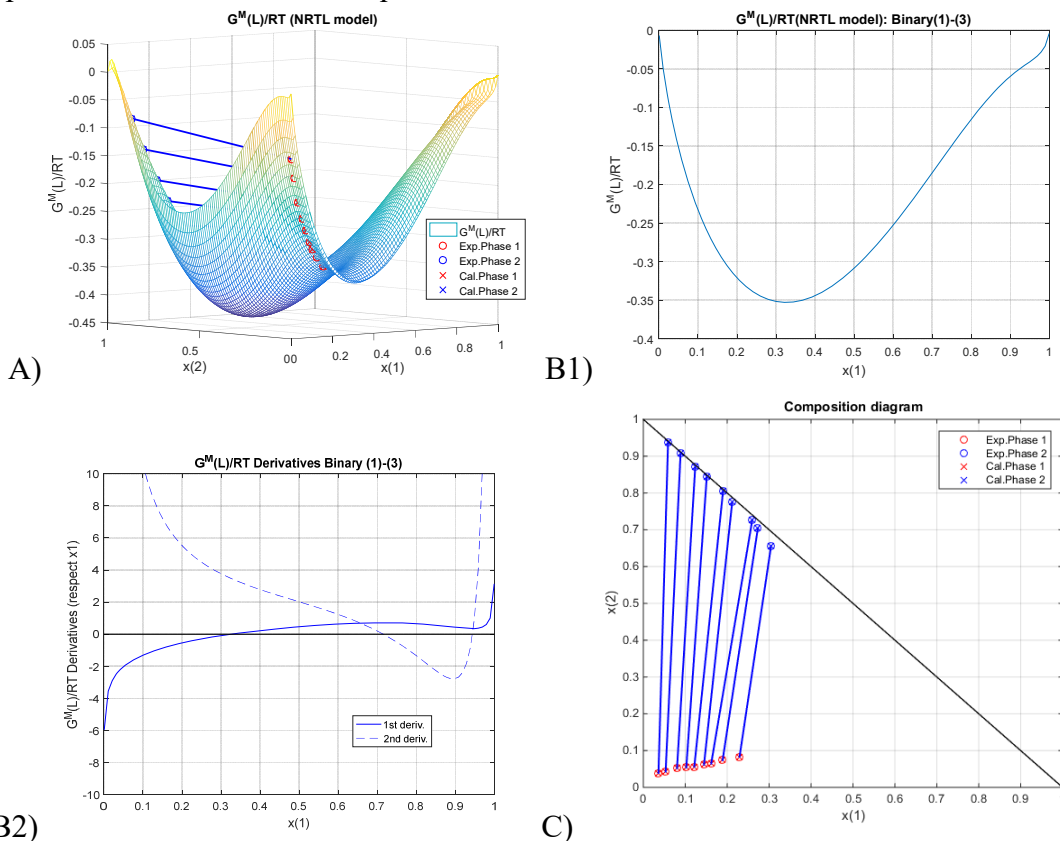 G^M(L)/RT (NRTL model)
0.05
0
-0.05
-0.1
-0.15
-0.2
-0.25
-0.3
-0.35
-0.4
-0.45
G^M(L)/RT
1
0.5
00
0.2
0.4
0.6
0.8
1
x(2)
x(1)
G^M(L)/RT
Exp.Phase 1
Exp.Phase 2
Cal.Phase 1
Cal.Phase 2
A)
G^M(L)/RT(NRTL model): Binary(1)-(3)
0
-0.05
-0.1
-0.15
-0.2
-0.25
-0.3
-0.35
-0.4
G^M(L)/RT
0 0.1 0.2 0.3 0.4 0.5 0.6 0.7 0.8 0.9 1
x(1)
B1)
G^M(L)/RT Derivatives Binary (1)-(3)
10
8
6
4
2
0
-2
-4
-6
-8
-10
G^M(L)/RT Derivatives (respect x1)
1st deriv.
2nd deriv.
0 0.1 0.2 0.3 0.4 0.5 0.6 0.7 0.8 0.9 1
x(1)
B2)
Composition diagram
1
0.9
0.8
0.7
0.6
0.5
0.4
0.3
0.2
0.1
0
x(2)
Exp.Phase 1
Exp.Phase 2
Cal.Phase 1
Cal.Phase 2
0 0.1 0.2 0.3 0.4 0.5 0.6 0.7 0.8 0.9
x(1)
C)